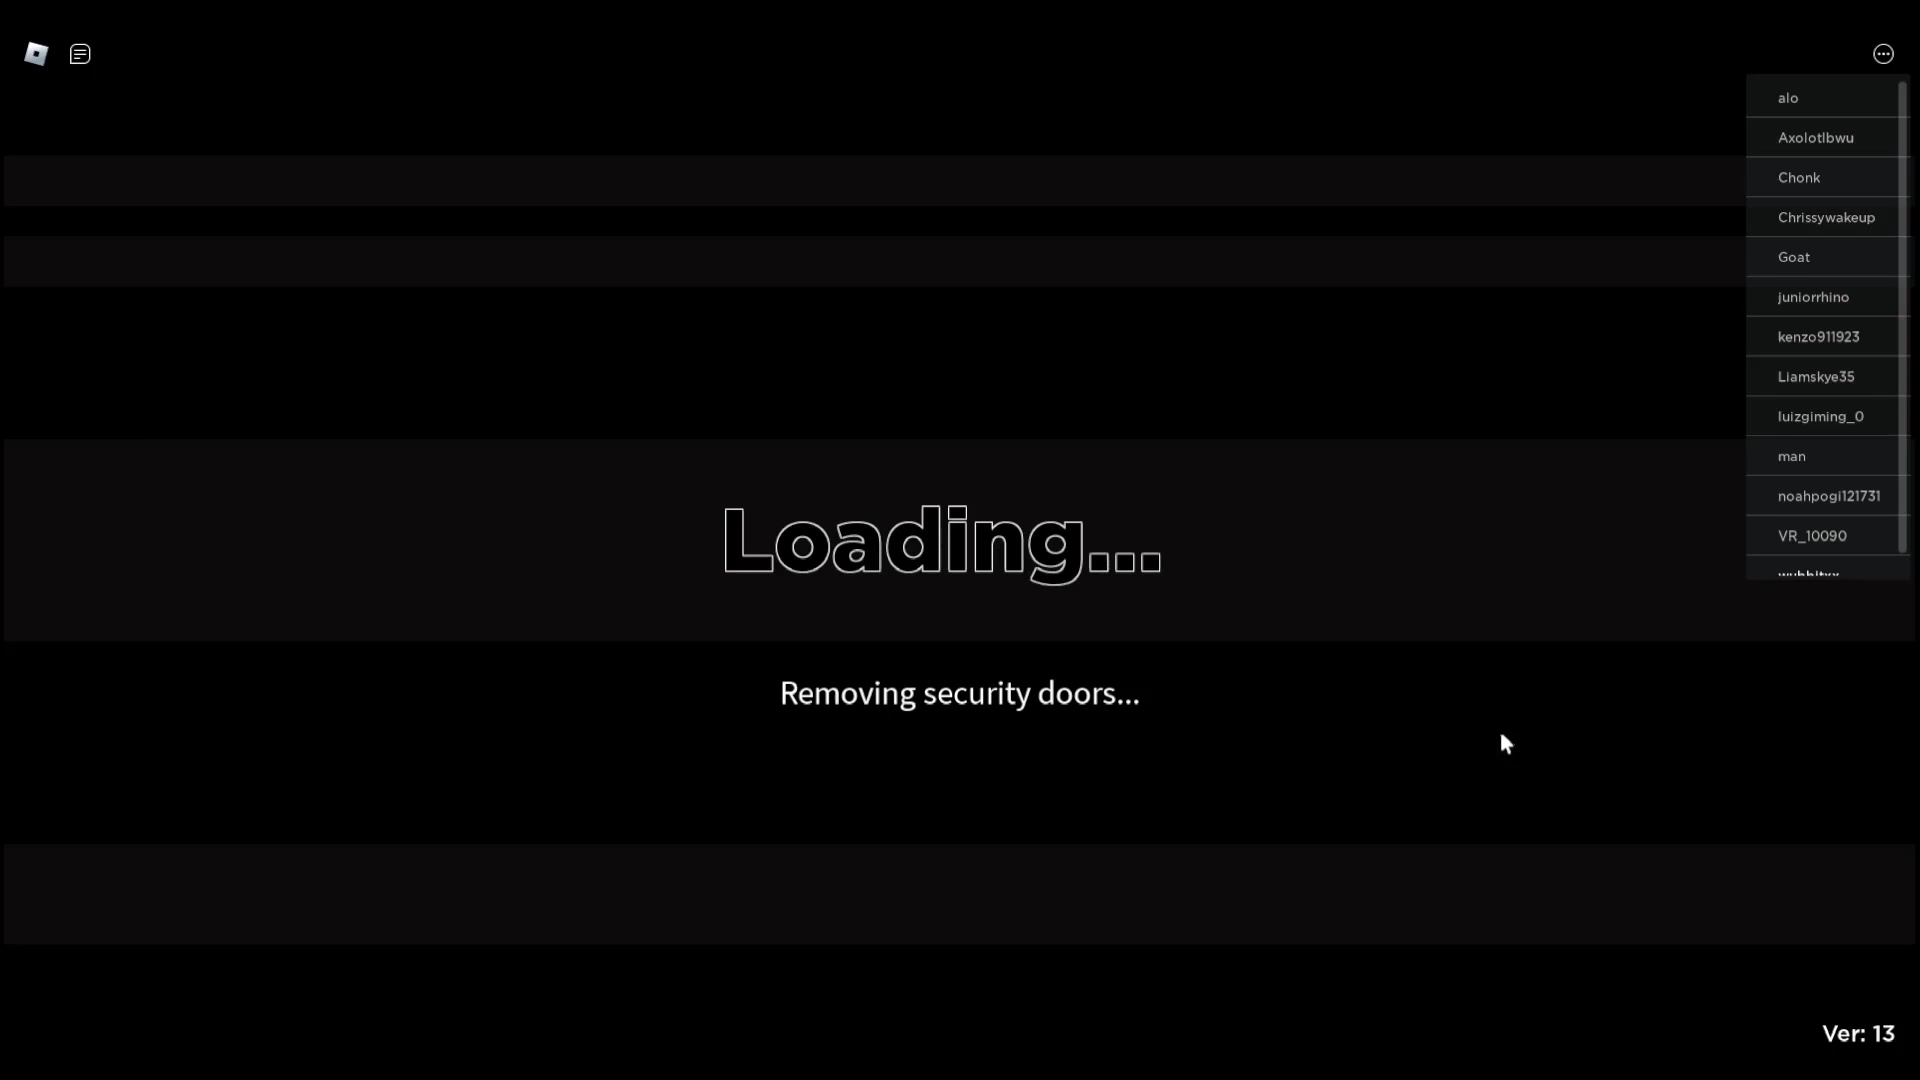 alo
Axolotlbwu
Chonk
Chrissywakeup
Goat
juniorrhino
kenzo911923
Liamskye35
luizgiming_0
man
noahpogi121731
VR_10090
Loading...
Removing security doors...
Ver: 13